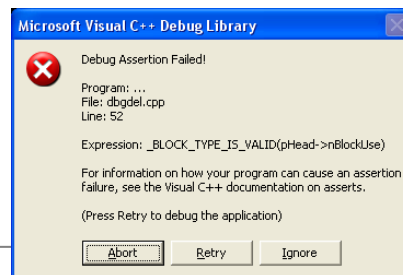 Microsoft Visual C++ Debug Library
Debug Assertion Failed!
Program: ...
File: dbgdel.cpp
Line: 52
Expression: _BLOCK_TYPE_IS_VALID(pHead->nBlockUse)
For information on how your program can cause an assertion
failure, see the Visual C++ documentation on asserts.
(Press Retry to debug the application)
Abort Retry Ignore